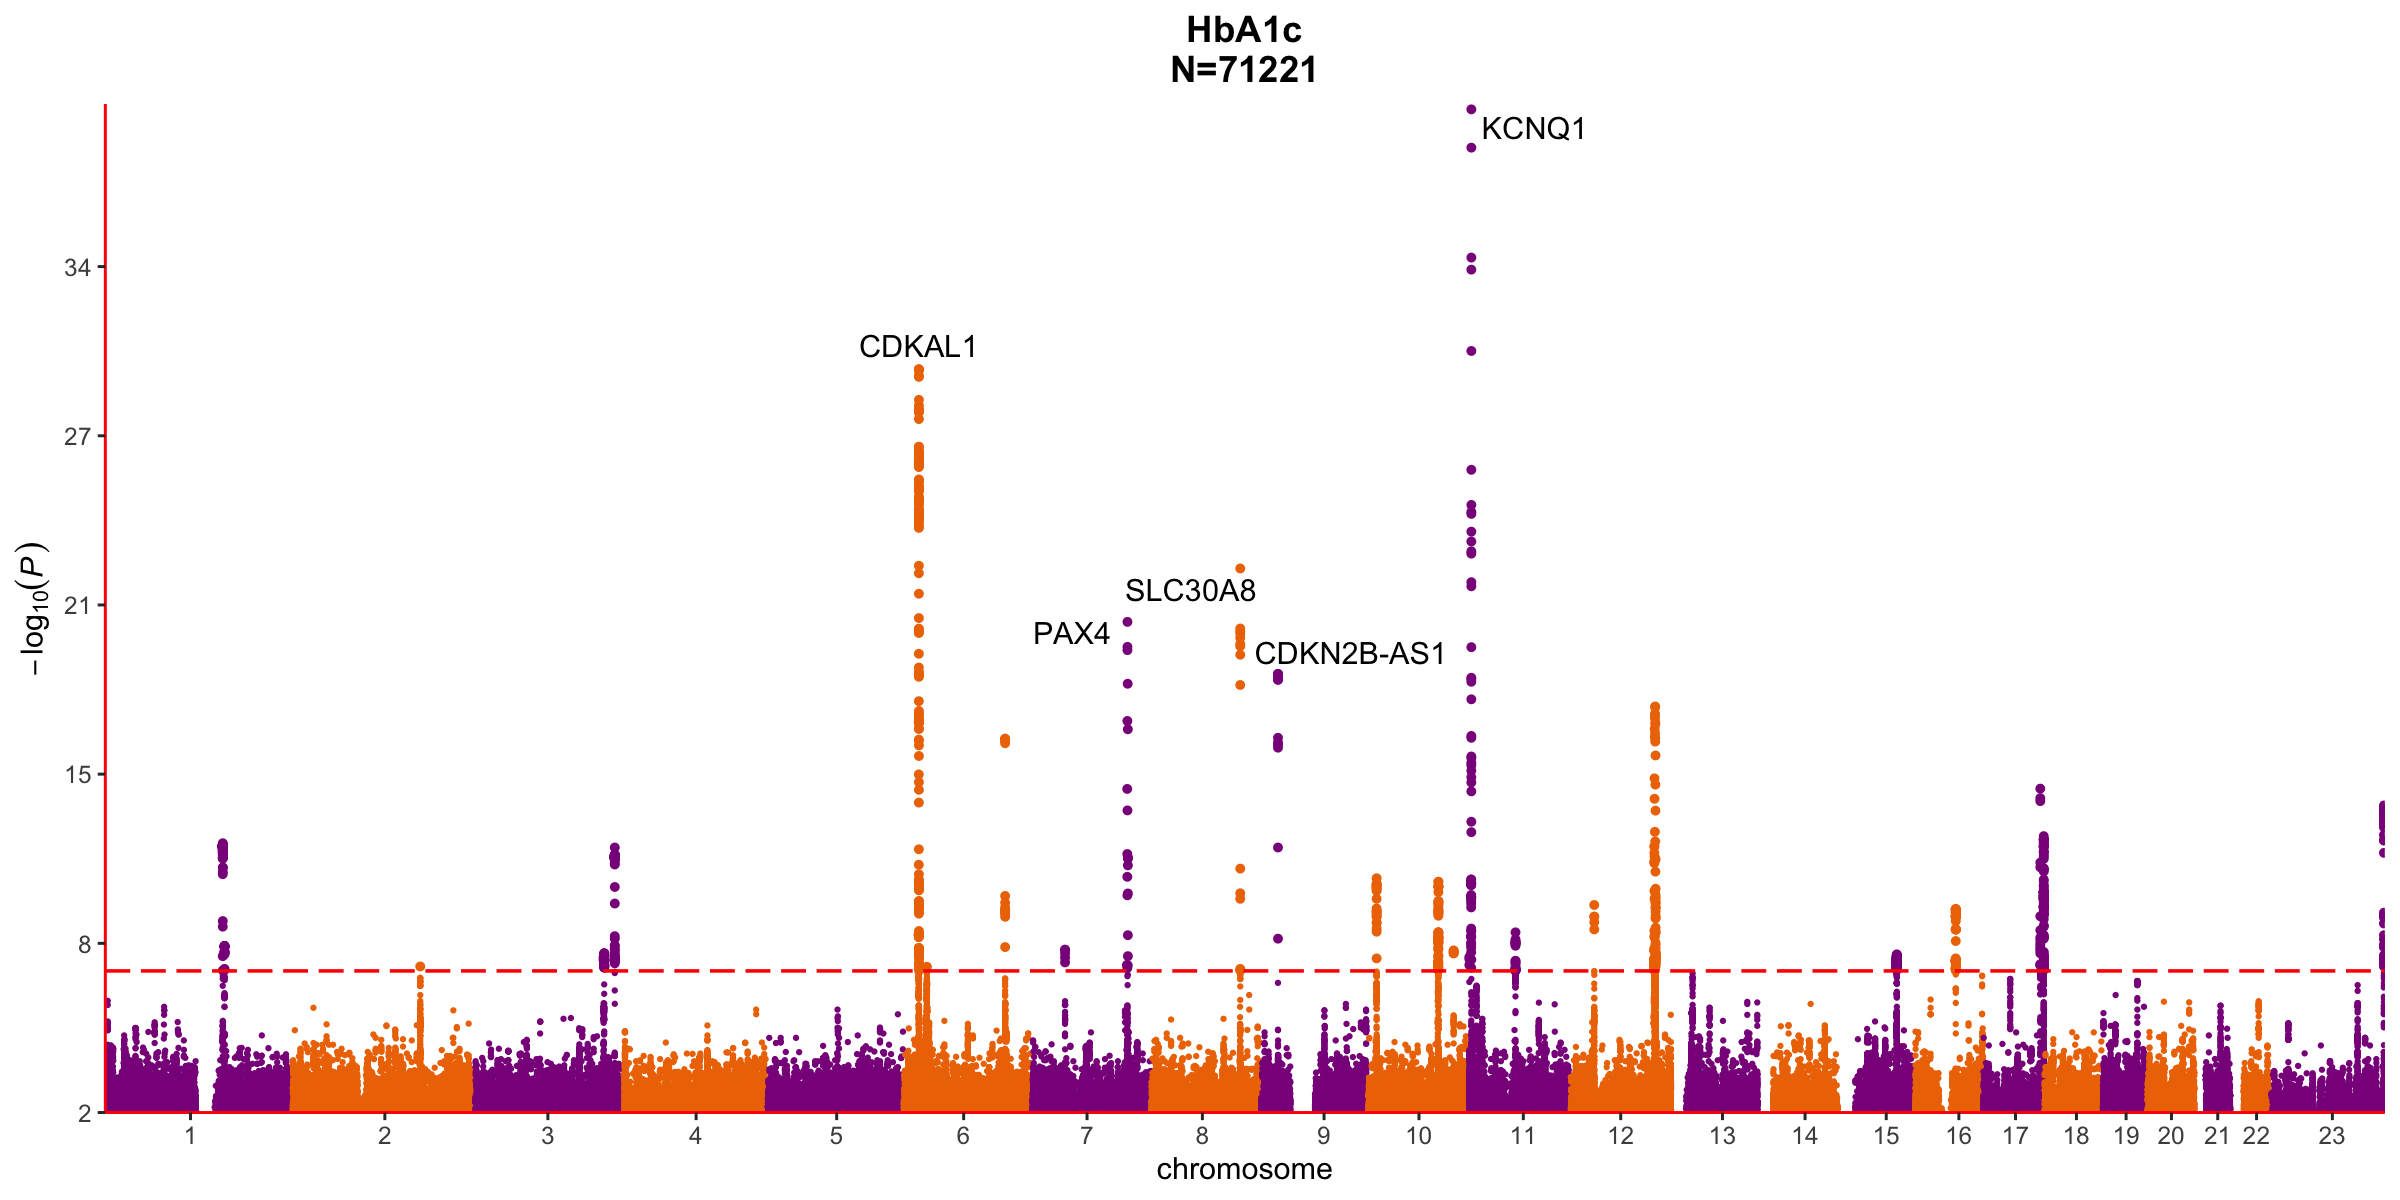 HbA1c
N=71221
KCNQ1
34
CDKAL1
27
SLC30A8
21
PAX4
CDKN2B-AS1
−log10(P)
15
8
2
1 2 3 4 5 6 7 8 9 10 11 12 13 14 15 16 17 18 19 20 21 22 23
chromosome